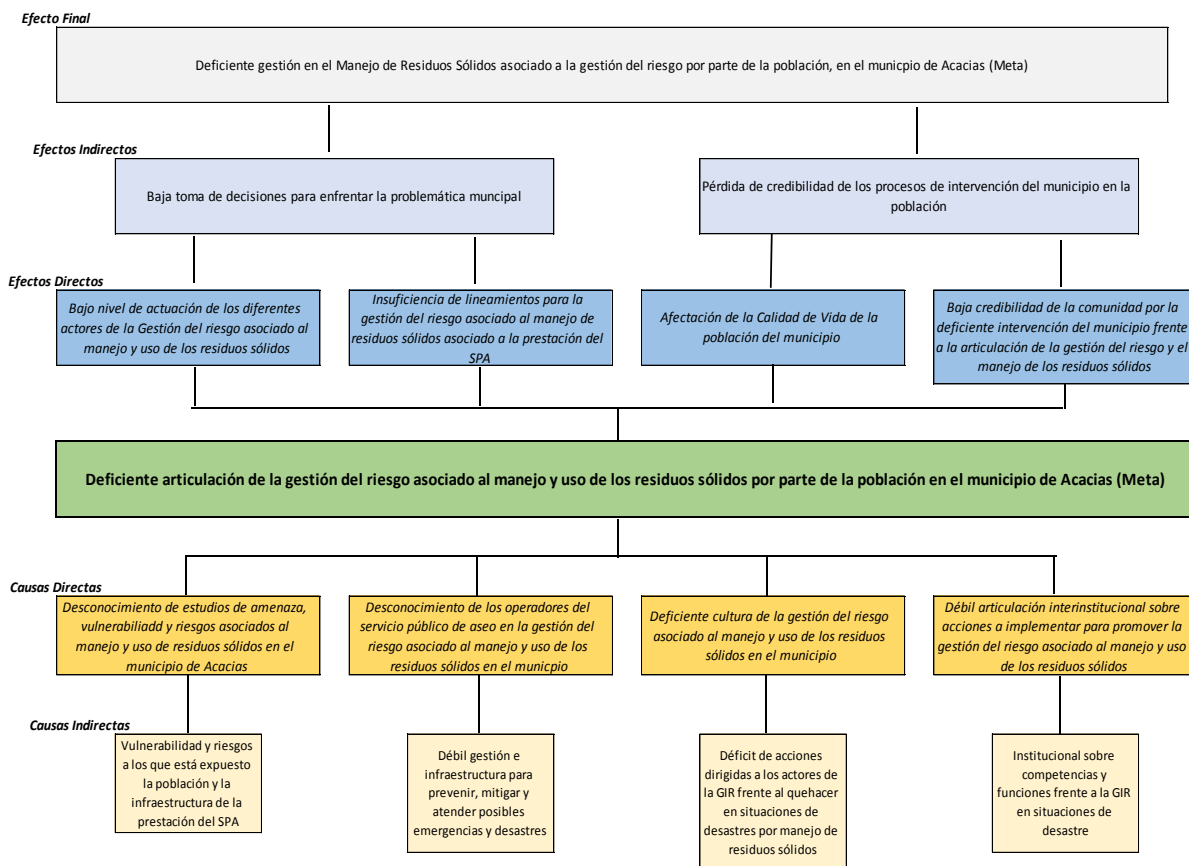 Efecto Final
Deficiente gestión en el Manejo de Residuos Sólidos asociado a la gestión del riesgo por parte de la población, en el municpio de Acacias (Meta)
Efectos Indirectos
Baja toma de decisiones para enfrentar la problemática muncipal
Pérdida de credibilidad de los procesos de intervención del municipio en la
población
Efectos Directos
Bajo nivel de actuación de los diferentes
actores de la Gestión del riesgo asociado al
manejo y uso de los residuos sólidos
Insuficiencia de lineamientos para la
gestión del riesgo asociado al manejo de
residuos sólidos asociado a la prestación del
SPA
Afectación de la Calidad de Vida de la
población del municipio
Baja credibilidad de la comunidad por la
deficiente intervención del municipio frente
a la articulación de la gestión del riesgo y el
manejo de los residuos sólidos
Deficiente articulación de la gestión del riesgo asociado al manejo y uso de los residuos sólidos por parte de la población en el municipio de Acacias (Meta)
Causas Directas
Desconocimiento de estudios de amenaza,
vulnerabiliadd y riesgos asociados al
manejo y uso de residuos sólidos en el
municipio de Acacias
Desconocimiento de los operadores del
servicio público de aseo en la gestión del
riesgo asociado al manejo y uso de los
residuos sólidos en el municpio
Deficiente cultura de la gestión del riesgo
asociado al manejo y uso de los residuos
sólidos en el municipio
Débil articulación interinstitucional sobre
acciones a implementar para promover la
gestión del riesgo asociado al manejo y uso
de los residuos sólidos
Causas Indirectas
Vulnerabilidad y riesgos
a los que está expuesto
la población y la
infraestructura de la
prestación del SPA
Débil gestión e
infraestructura para
prevenir, mitigar y
atender posibles
emergencias y desastres
Déficit de acciones
dirigidas a los actores de
la GIR frente al quehacer
en situaciones de
desastres por manejo de
residuos sólidos
Institucional sobre
competencias y
funciones frente a la GIR
en situaciones de
desastre